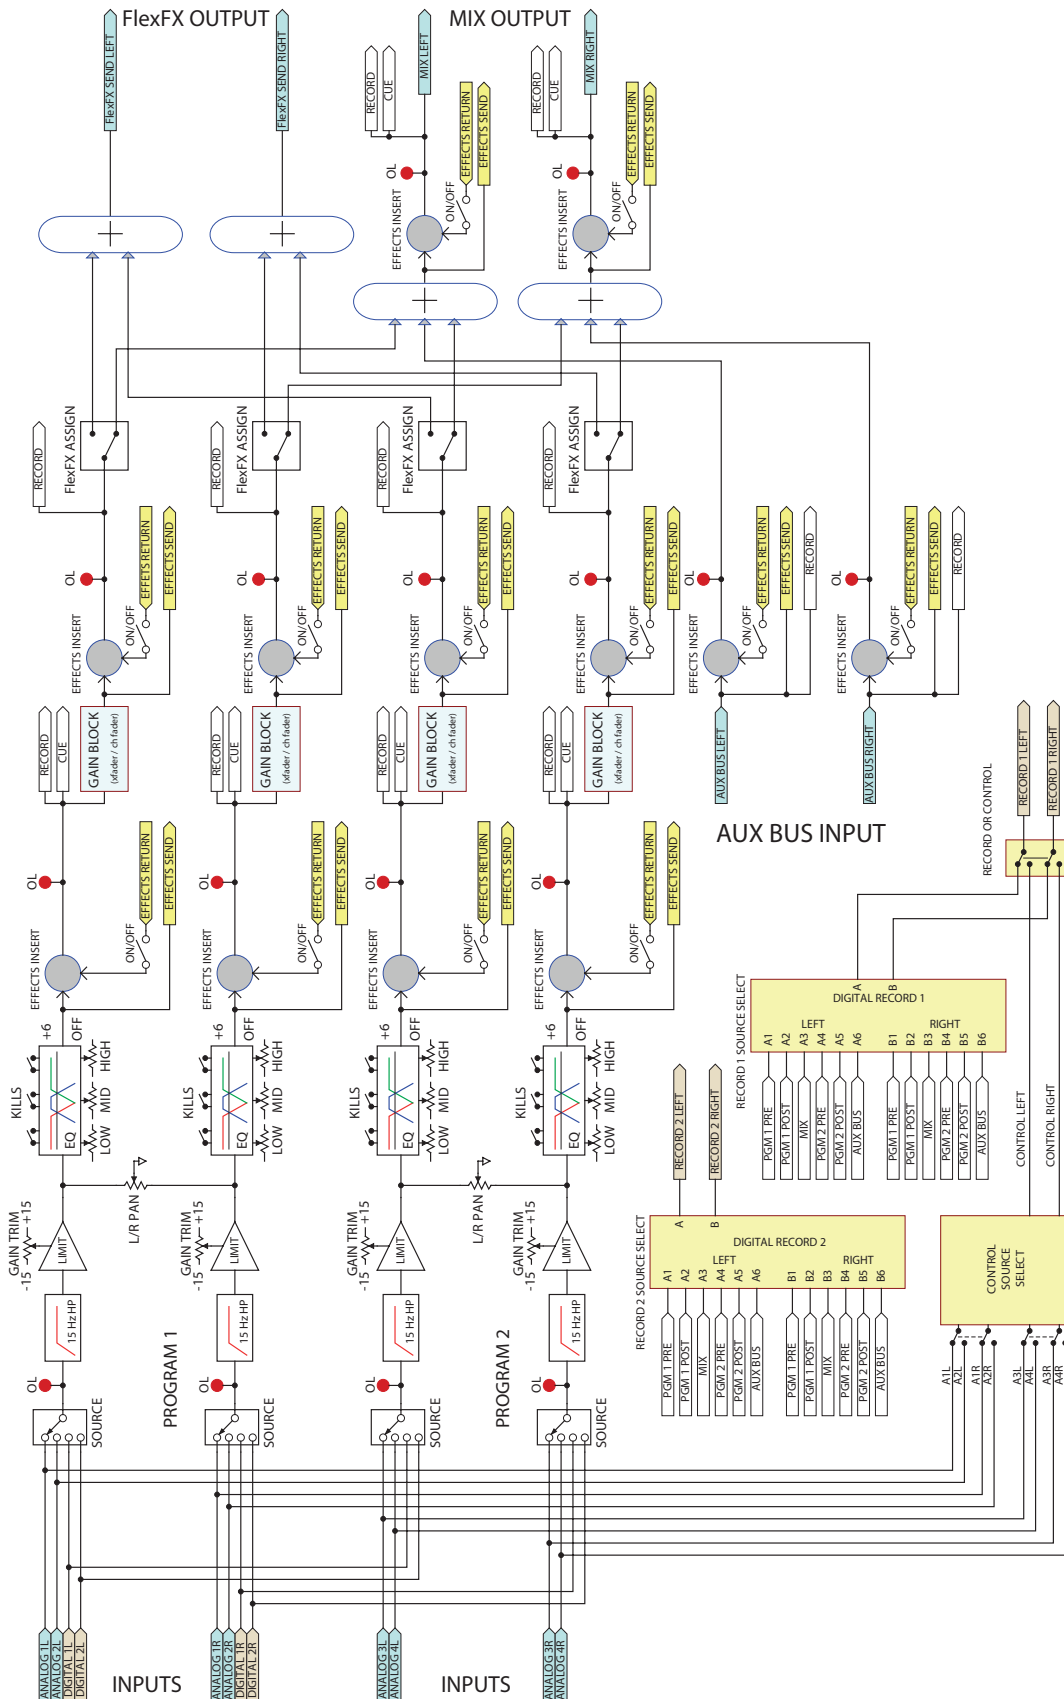 FlexFX OUTPUT
MIX OUTPUT
FlexFX SEND LEFT
FlexFX SEND RIGHT
RECORD
CUE
MIX LEFT
EFFECTS RETURN
EFFECTS SEND
RECORD
CUE
MIX RIGHT
EFFECTS RETURN
EFFECTS SEND
OL
EFFECTS INSERT
ON/OFF
OL
EFFECTS INSERT
ON/OFF
RECORD
FlexFX ASSIGN
RECORD
FlexFX ASSIGN
RECORD
FlexFX ASSIGN
FlexFX ASSIGN
OL
EFFECTS INSERT
ON/OFF
EFFETS RETURN
EFFECTS SEND
OL
EFFECTS INSERT
ON/OFF
EFFECTS RETURN
EFFECTS SEND
OL
EFFECTS INSERT
ON/OFF
EFFECTS RETURN
EFFECTS SEND
OL
EFFECTS INSERT
ON/OFF
EFFECTS RETURN
EFFECTS SEND
OL
EFFECTS INSERT
ON/OFF
EFFECTS RETURN
EFFECTS SEND
RECORD
OL
EFFECTS INSERT
ON/OFF
EFFECTS RETURN
EFFECTS SEND
RECORD
RECORD
CUE
GAIN BLOCK
(xfader / ch fader)
RECORD
CUE
GAIN BLOCK
(xfader / ch fader)
RECORD
CUE
GAIN BLOCK
(xfader / ch fader)
RECORD
CUE
GAIN BLOCK
(xfader / ch fader)
AUX BUS LEFT
AUX BUS RIGHT
AUX BUS INPUT
RECORD OR CONTROL
RECORD 1 LEFT
RECORD 1 RIGHT
OL
EFFECTS INSERT
ON/OFF
EFFECTS RETURN
EFFECTS SEND
OL
EFFECTS INSERT
ON/OFF
EFFECTS RETURN
EFFECTS SEND
OL
EFFECTS INSERT
ON/OFF
EFFECTS RETURN
EFFECTS SEND
OL
EFFECTS INSERT
ON/OFF
EFFECTS RETURN
EFFECTS SEND
KILLS
+6
OFF
EQ
LOW
MID
HIGH
KILLS
+6
OFF
EQ
LOW
MID
HIGH
KILLS
+6
OFF
EQ
LOW
MID
HIGH
KILLS
+6
OFF
EQ
LOW
MID
HIGH
RECORD 1 SOURCE SELECT
DIGITAL RECORD 1
A
B
LEFT
RIGHT
A1
A2
A3
A4
A5
A6
B1
B2
B3
B4
B5
B6
PGM 1 PRE
PGM 1 POST
MIX
PGM 2 PRE
PGM 2 POST
AUX BUS
PGM 1 PRE
PGM 1 POST
MIX
PGM 2 PRE
PGM 2 POST
AUX BUS
CONTROL LEFT
CONTROL RIGHT
RECORD 2 LEFT
RECORD 2 RIGHT
RECORD 2 SOURCE SELECT
DIGITAL RECORD 2
A
B
LEFT
RIGHT
A1
A2
A3
A4
A5
A6
B1
B2
B3
B4
B5
B6
PGM 1 PRE
PGM 1 POST
MIX
PGM 2 PRE
PGM 2 POST
AUX BUS
PGM 1 PRE
PGM 1 POST
MIX
PGM 2 PRE
PGM 2 POST
AUX BUS
CONTROL
SOURCE
SELECT
A1L
A2L
A1R
A2R
A3L
A4L
A3R
A4R
GAIN TRIM
-15
+15
LIMIT
L/R PAN
GAIN TRIM
-15
+15
LIMIT
GAIN TRIM
-15
+15
LIMIT
L/R PAN
GAIN TRIM
-15
+15
LIMIT
15 Hz HP
15 Hz HP
15 Hz HP
15 Hz HP
PROGRAM 1
PROGRAM 2
OL
SOURCE
OL
SOURCE
OL
SOURCE
OL
SOURCE
ANALOG 1L
ANALOG 2L
DIGITAL 1L
DIGITAL 2L
INPUTS
ANALOG 1R
ANALOG 2R
DIGITAL 1R
DIGITAL 2R
ANALOG 3L
ANALOG 4L
INPUTS
ANALOG 3R
ANALOG 4R